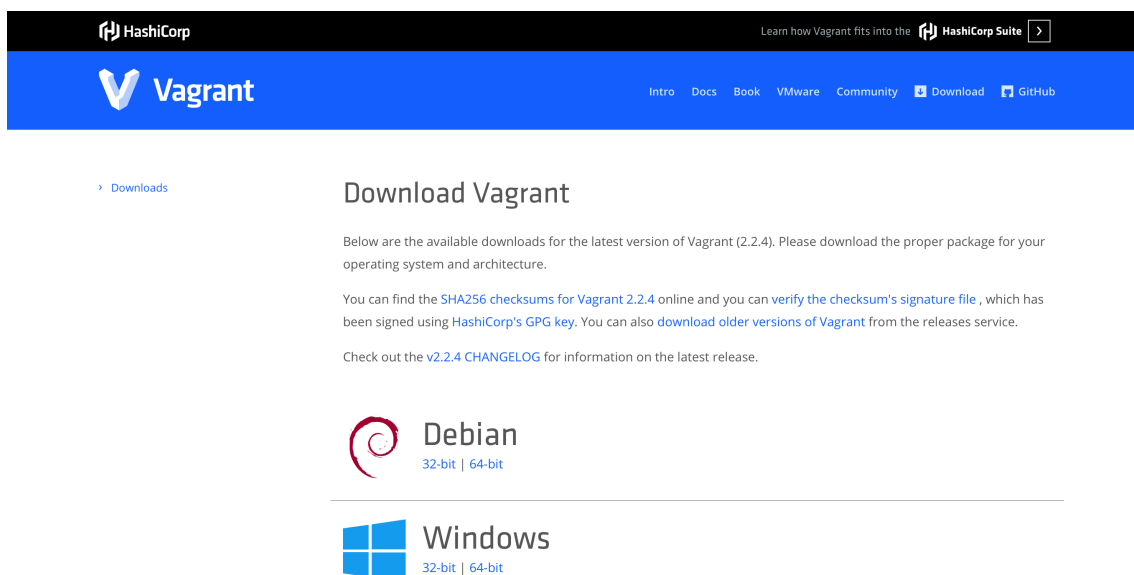 HashiCorp
Learn how Vagrant fits into the HashiCorp Suite
Vagrant
Intro Docs Book VMware Community Download GitHub
> Downloads
Download Vagrant
Below are the available downloads for the latest version of Vagrant (2.2.4). Please download the proper package for your
operating system and architecture.
You can find the SHA256 checksums for Vagrant 2.2.4 online and you can verify the checksum's signature file , which has
been signed using HashiCorp's GPG key. You can also download older versions of Vagrant from the releases service.
Check out the v2.2.4 CHANGELOG for information on the latest release.
Debian
32-bit | 64-bit
Windows
32-bit | 64-bit